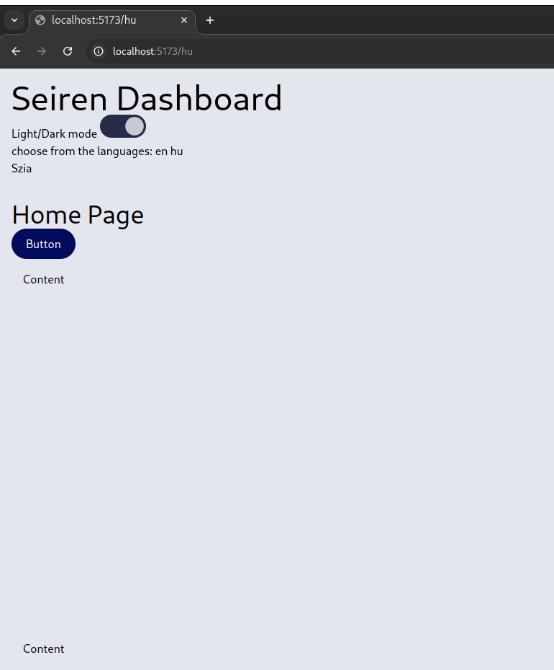 localhost:5173/hu
localhost:5173/hu
Seiren Dashboard
Light/Dark mode
choose from the languages: en hu
Szia
Home Page
Button
Content
Content